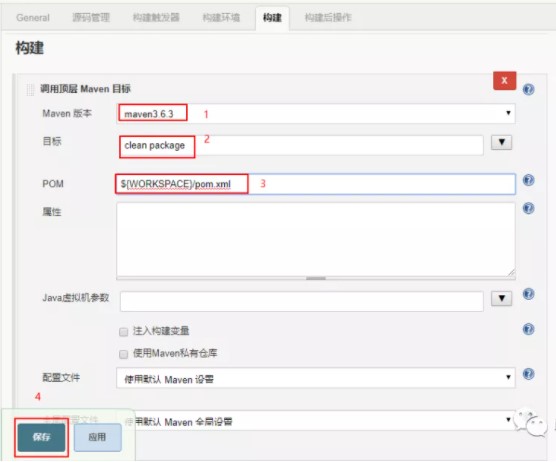 General 源码管理 构建触发器 构建环境 构建 构建后操作
构建
调用顶层 Maven 目标 X
Maven 版本 maven3.6.3 1
目标 clean package 2
POM ${WORKSPACE}/pom.xml 3
属性
Java虚拟机参数
注入构建变量
使用Maven私有仓库
配置文件 使用默认 Maven 设置
4
使用默认 Maven 全局设置
保存 应用